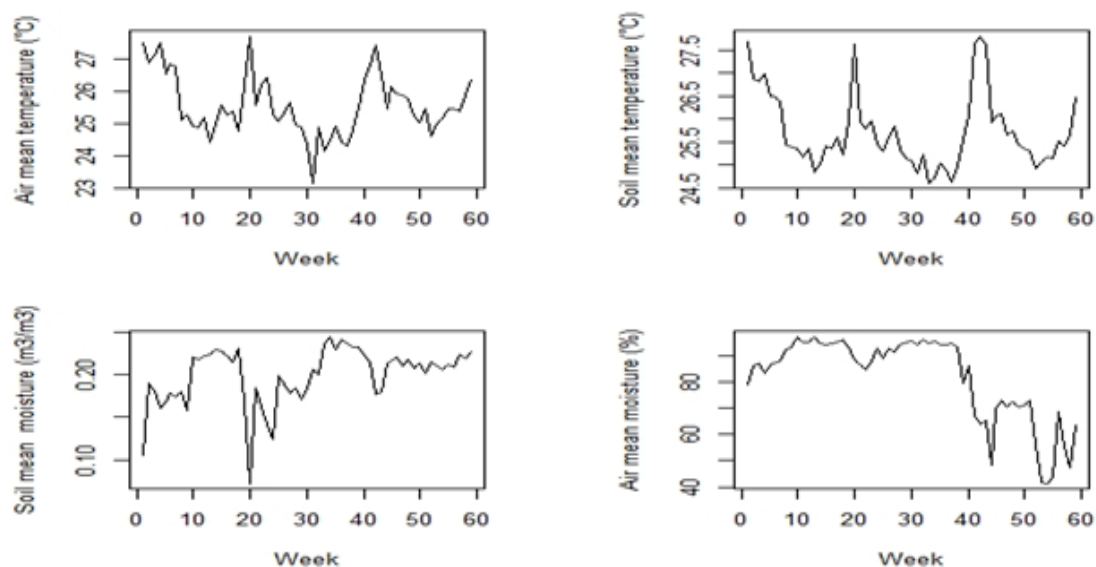 Air mean temperature (°C)
27
26
25
24
23
0 10 20 30 40 50 60
Week
Soil mean temperature (°C)
27.5
26.5
25.5
24.5
0 10 20 30 40 50 60
Week
Soil mean moisture (m3/m3)
0.20
0.10
0 10 20 30 40 50 60
Week
Air mean moisture (%)
80
60
40
0 10 20 30 40 50 60
Week